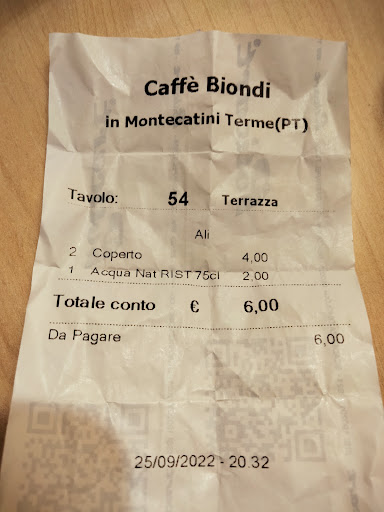 Caffè Biondi
in Montecatini Terme(PT)
Tavolo: 54 Terrazza
Ali
2 Coperto 4,00
1 Acqua Nat RIST 75cl 2,00
Totale conto € 6,00
Da Pagare 6,00
25/09/2022 - 20.32